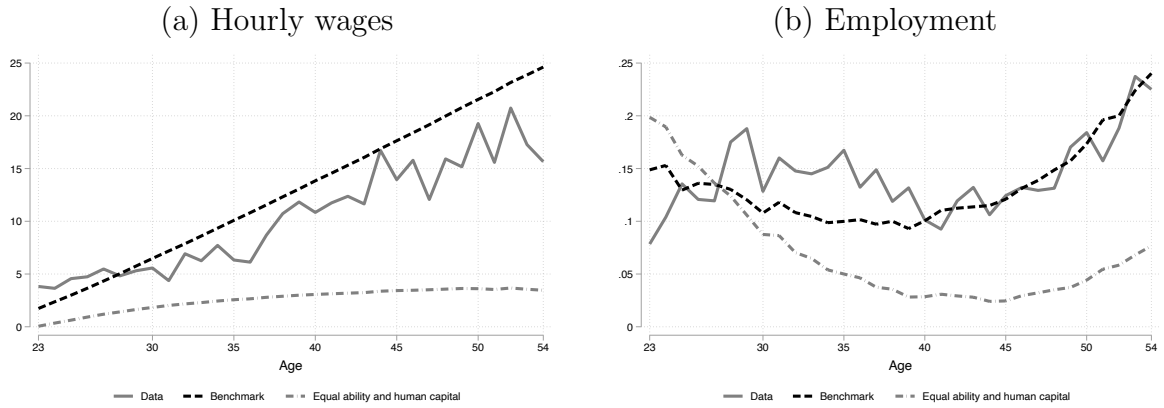 (a) Hourly wages
25
20
15
10
5
0
23 30 35 40 45 50 54
Age
Data Benchmark Equal ability and human capital
(b) Employment
.25
.2
.15
.1
.05
0
23 30 35 40 45 50 54
Age
Data Benchmark Equal ability and human capital